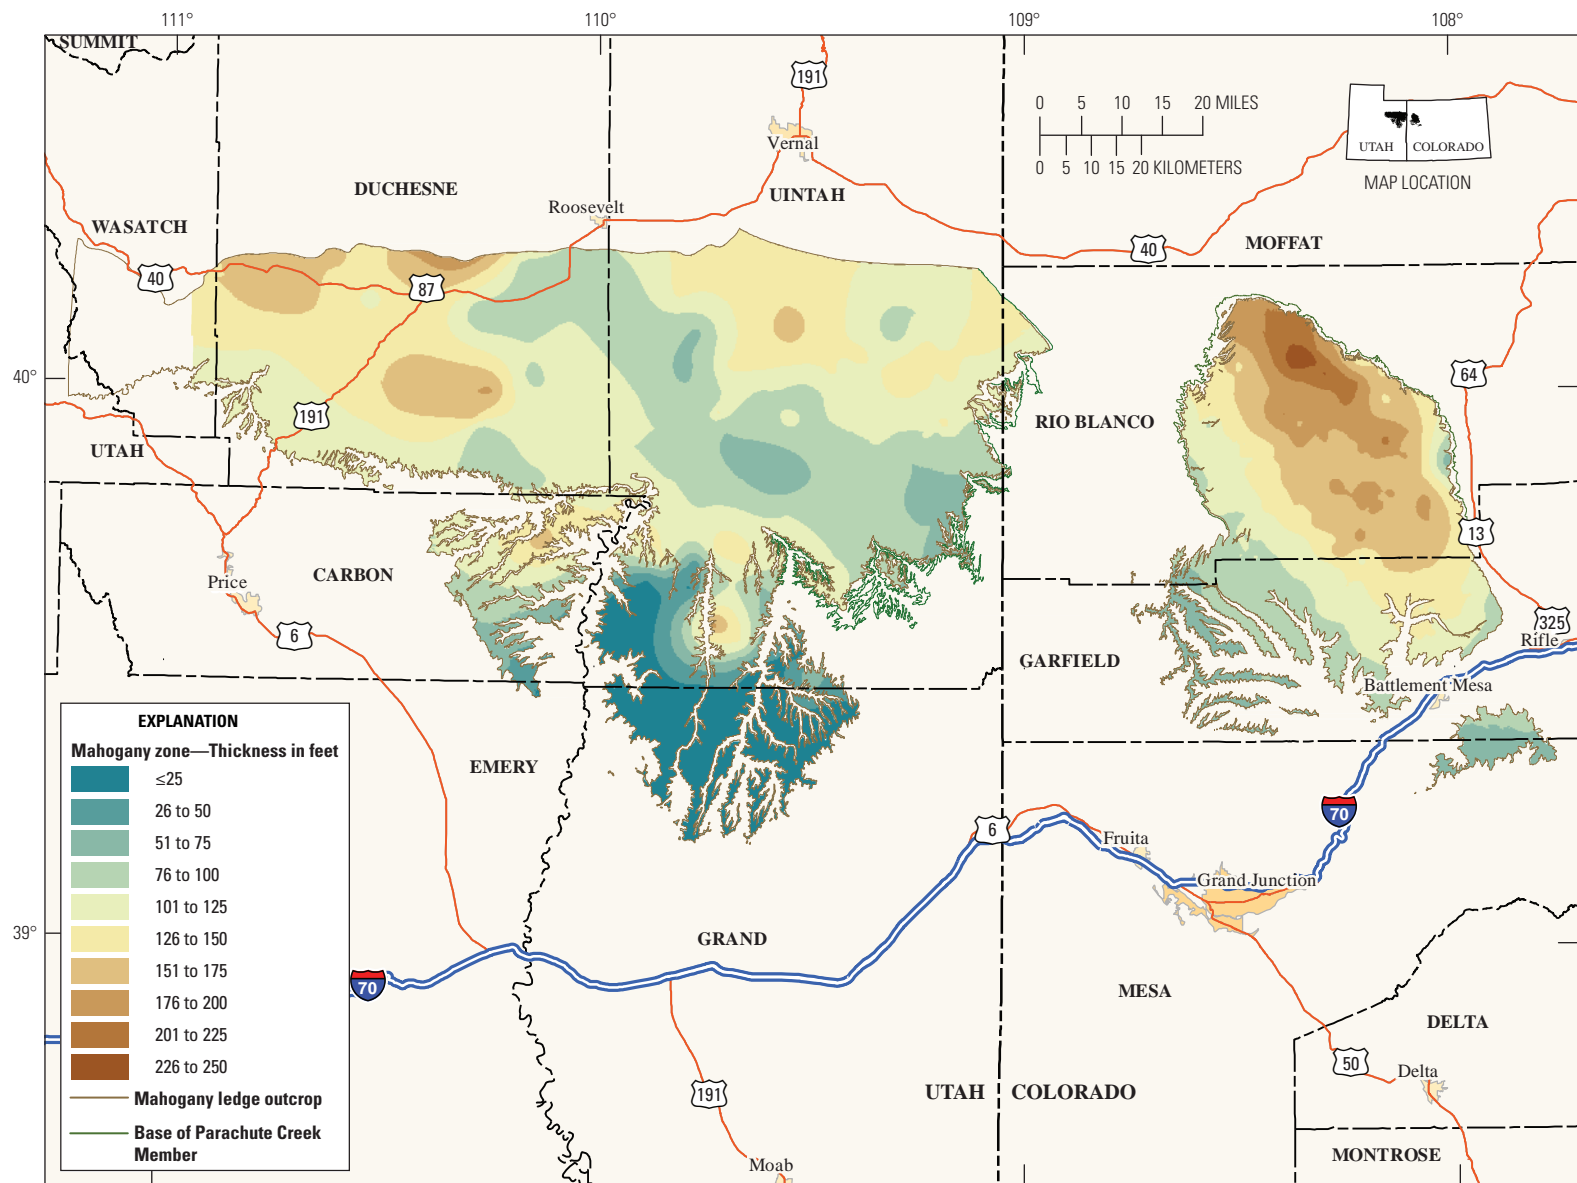 111°
110°
109°
108°
SUMMIT
191
0 5 10 15 20 MILES
0 5 10 15 20 KILOMETERS
UTAH
COLORADO
MAP LOCATION
Vernal
DUCHESNE
UINTAH
Roosevelt
WASATCH
40
40
MOFFAT
87
40°
64
191
RIO BLANCO
UTAH
13
CARBON
Price
6
325
Rifle
GARFIELD
Battlement Mesa
EXPLANATION
Mahogany zone—Thickness in feet
≤25
26 to 50
51 to 75
76 to 100
101 to 125
126 to 150
151 to 175
176 to 200
201 to 225
226 to 250
Mahogany ledge outcrop
Base of Parachute Creek
Member
EMERY
70
6
Fruita
Grand Junction
39°
GRAND
70
MESA
DELTA
50
Delta
191
UTAH
COLORADO
MONTROSE
Moab